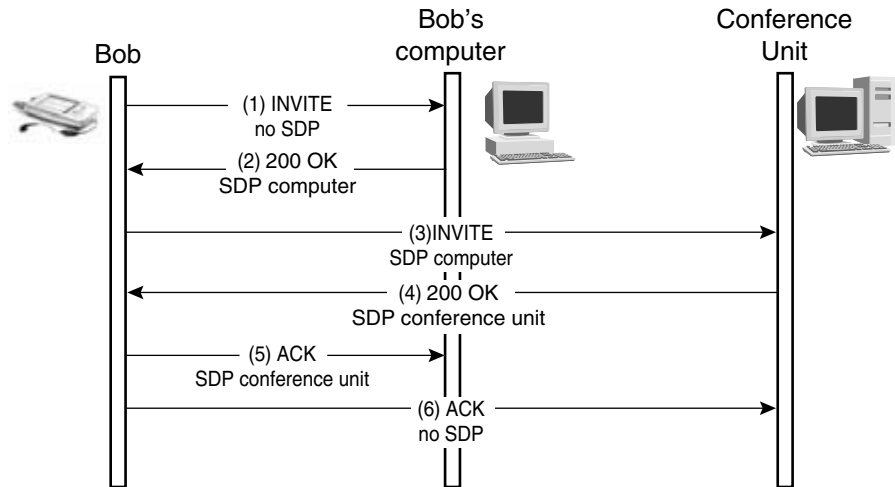 Bob
Bob's
computer
Conference
Unit
(1) INVITE
no SDP
(2) 200 OK
SDP computer
(3)INVITE
SDP computer
(4) 200 OK
SDP conference unit
(5) ACK
SDP conference unit
(6) ACK
no SDP